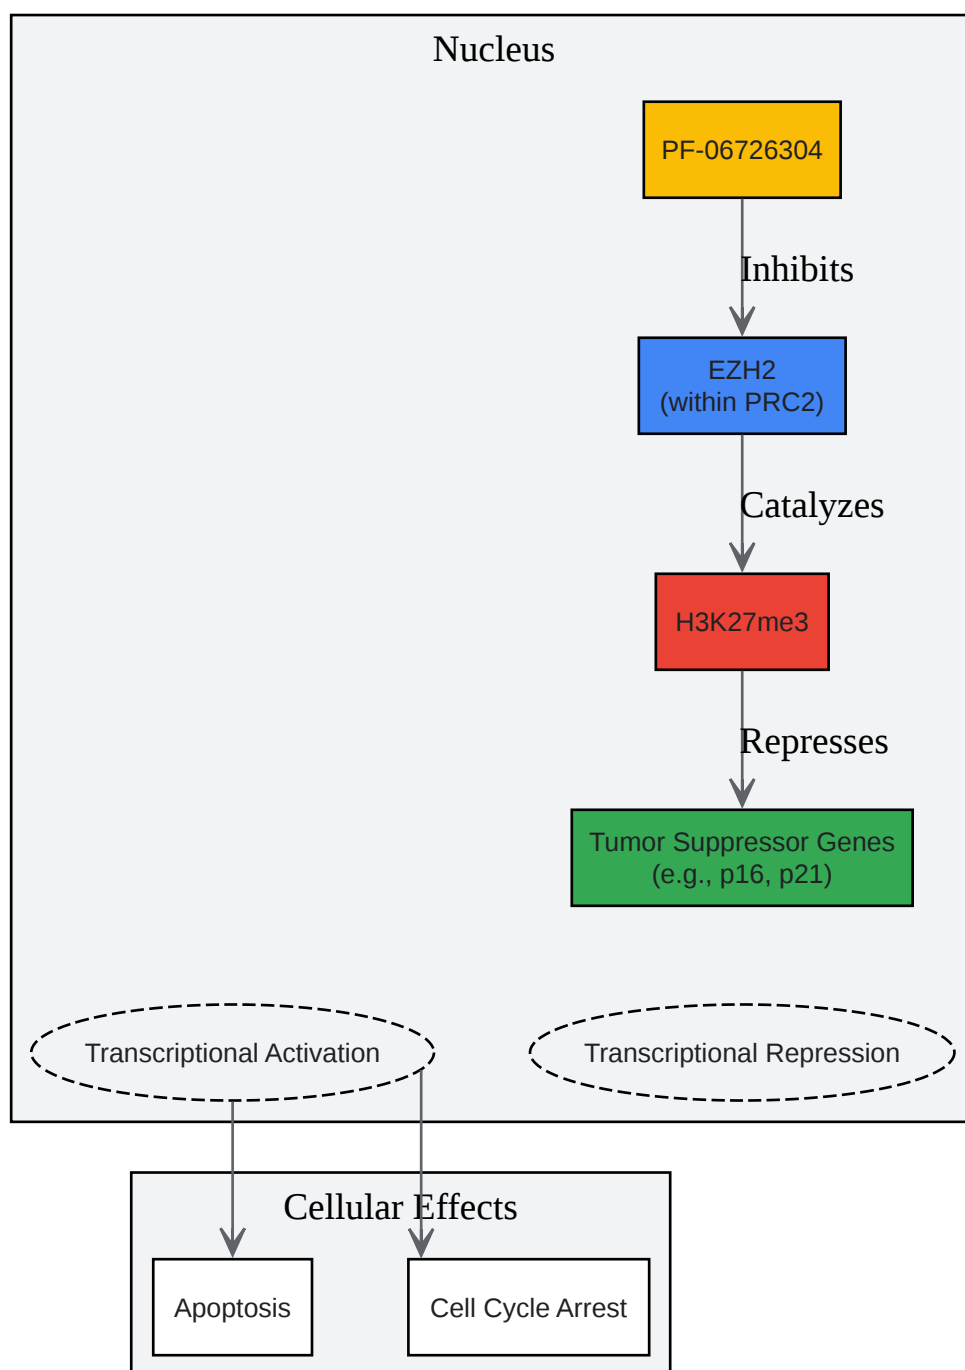 Nucleus
PF-06726304
Inhibits
EZH2
(within PRC2)
Catalyzes
H3K27me3
Represses
Tumor Suppressor Genes
(e.g., p16, p21)
Transcriptional Activation
Transcriptional Repression
Cellular Effects
Apoptosis
Cell Cycle Arrest